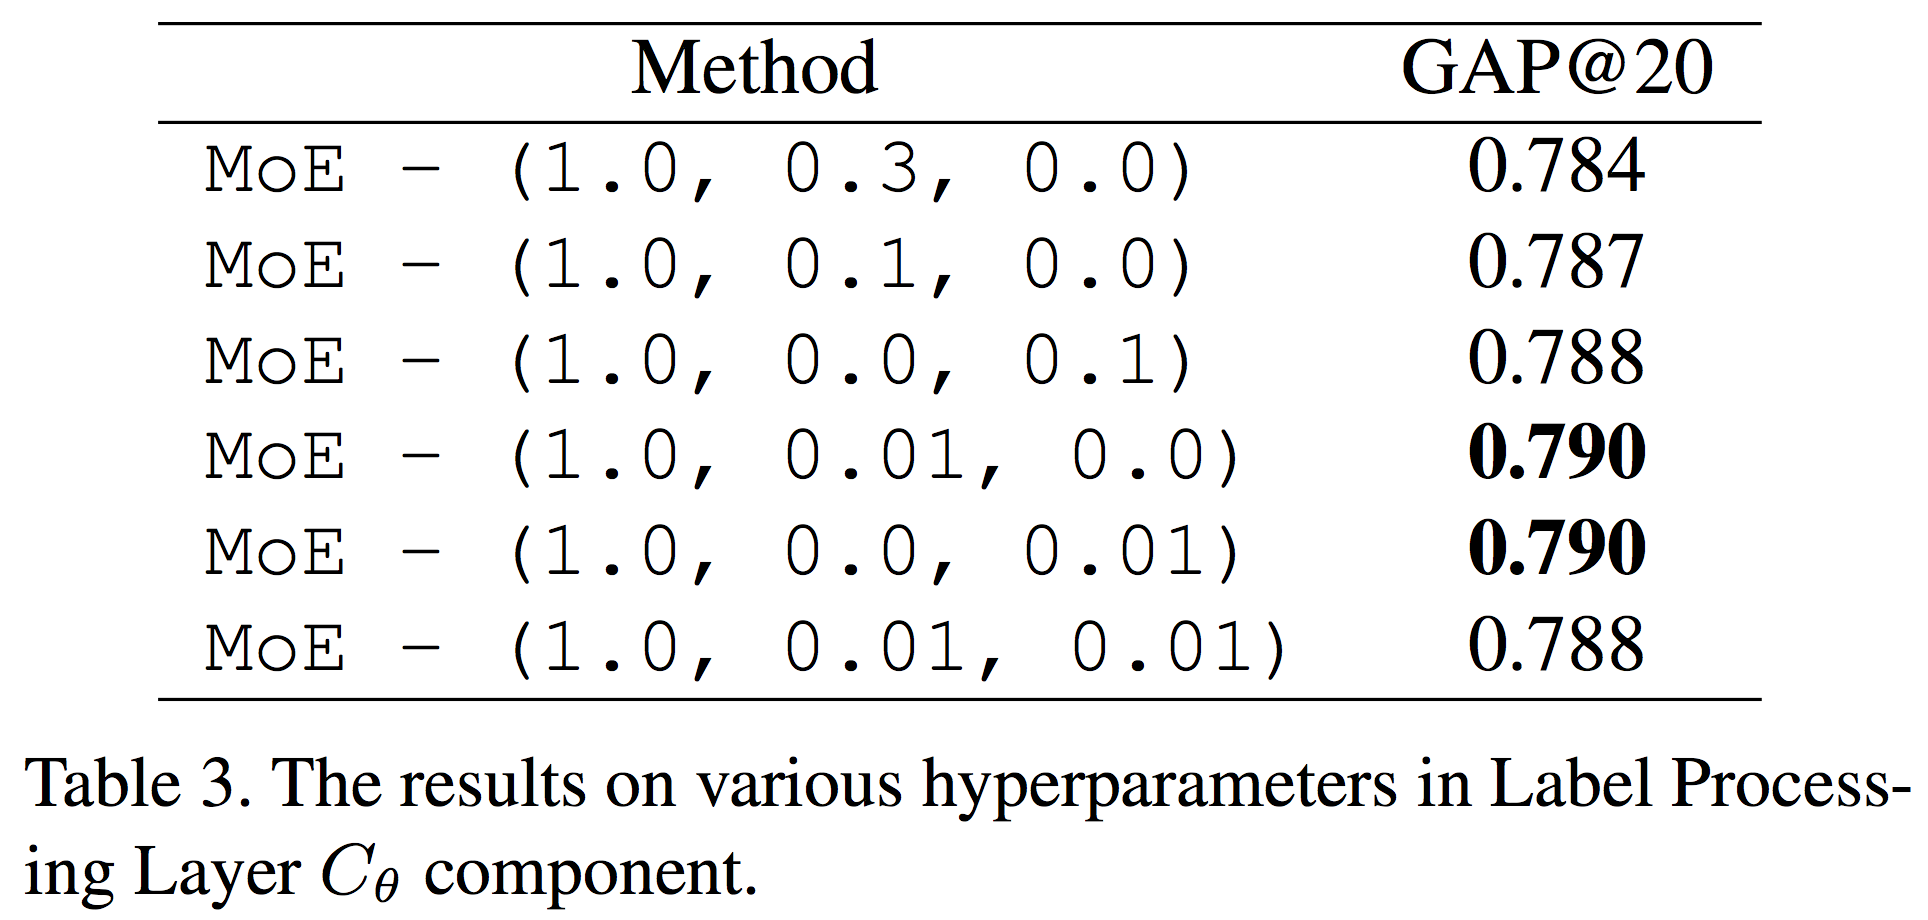 Method GAP@20
MoE - (1.0, 0.3, 0.0) 0.784
MoE - (1.0, 0.1, 0.0) 0.787
MoE - (1.0, 0.0, 0.1) 0.788
MoE - (1.0, 0.01, 0.0) 0.790
MoE - (1.0, 0.0, 0.01) 0.790
MoE - (1.0, 0.01, 0.01) 0.788
Table 3. The results on various hyperparameters in Label Process-
ing Layer C_θ component.